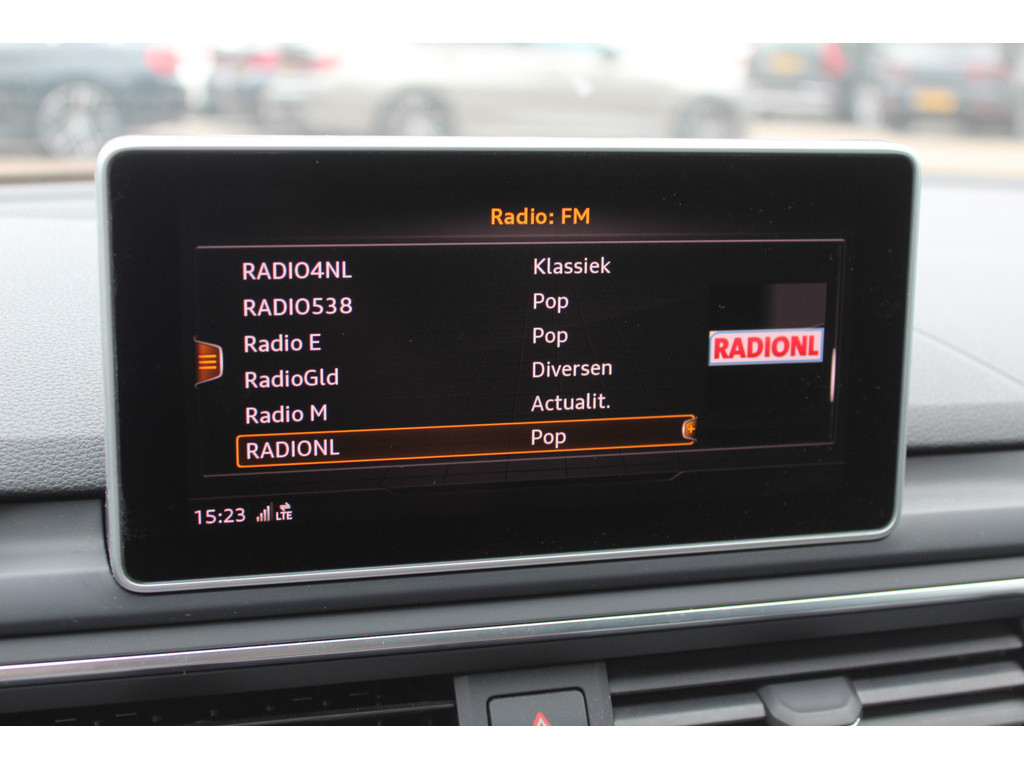 Radio: FM
RADIO4NL Klassiek
RADIO538 Pop
Radio E Pop
RadioGld Diversen
Radio M Actualit.
RADIONL Pop
RADIONL
15:23 LTE